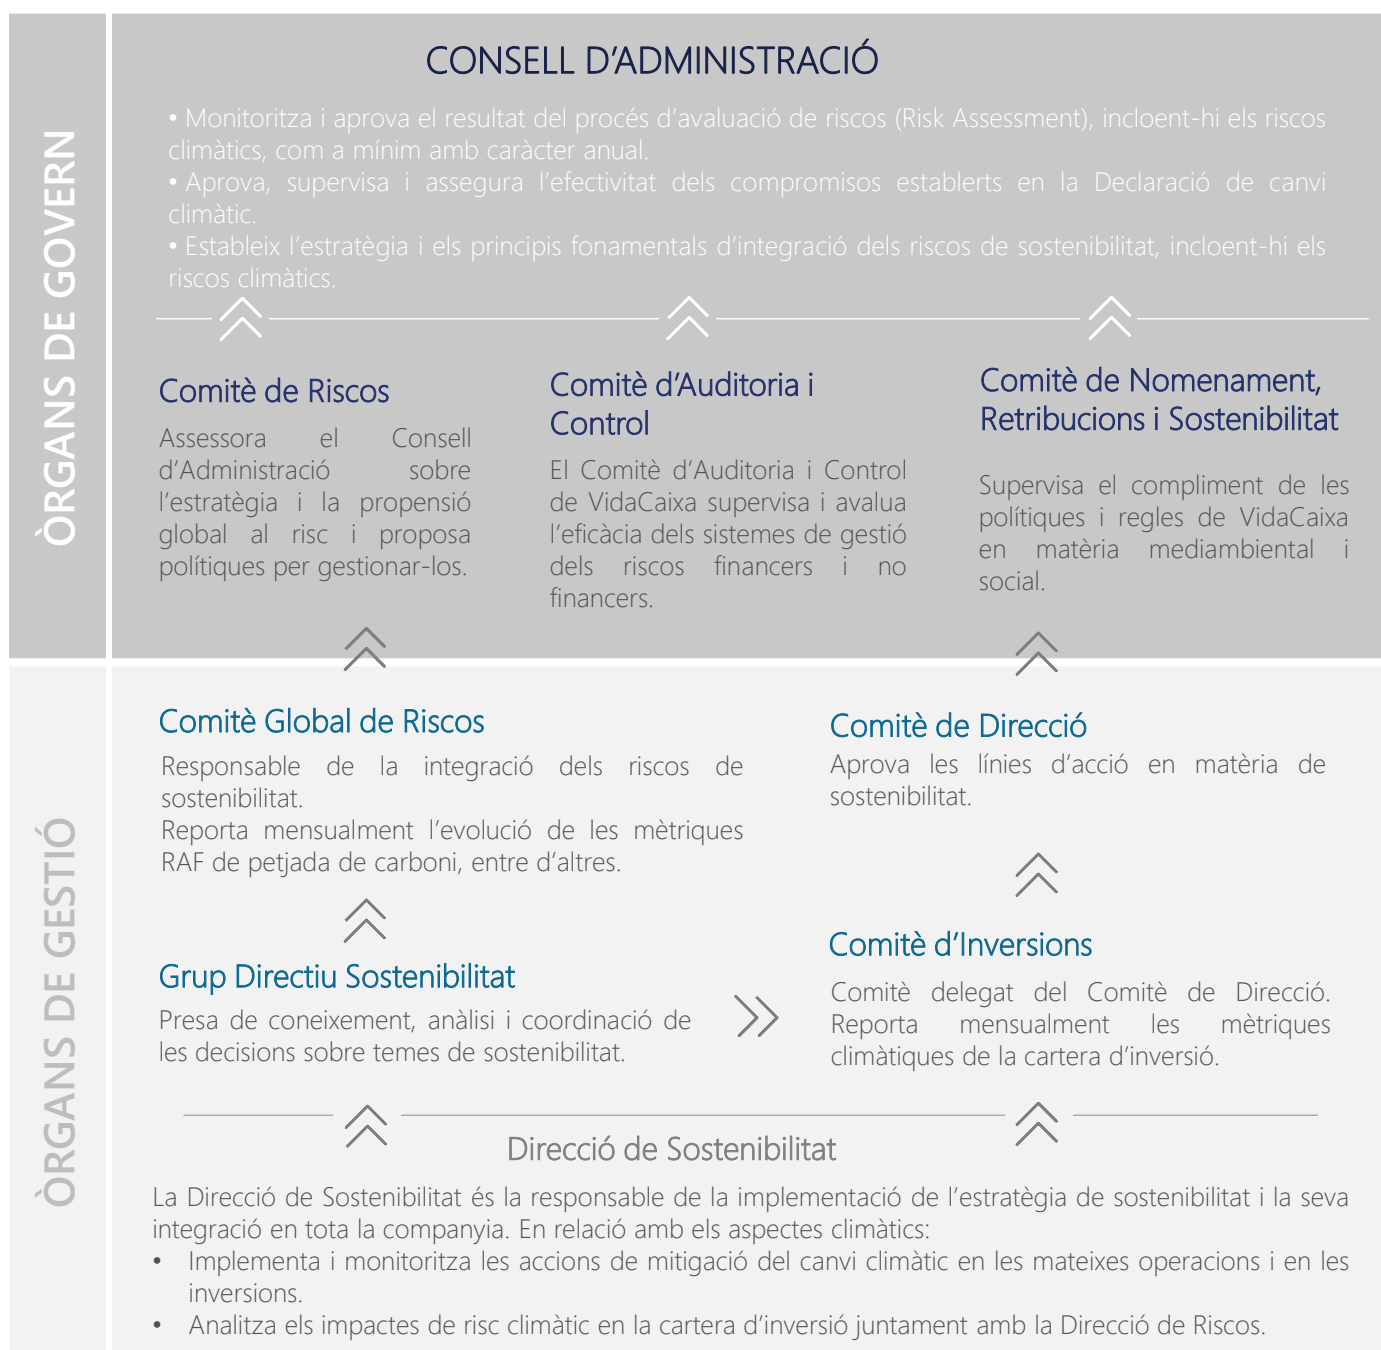 ÒRGANS DE GOVERN
CONSELL D'ADMINISTRACIÓ
• Monitoritza i aprova el resultat del procés d'avaluació de riscos (Risk Assessment), incloent-hi els riscos
climàtics, com a mínim amb caràcter anual.
• Aprova, supervisa i assegura l'efectivitat dels compromisos establerts en la Declaració de canvi
climàtic.
• Estableix l'estratègia i els principis fonamentals d'integració dels riscos de sostenibilitat, incloent-hi els
riscos climàtics.
Comitè de Riscos
Assessora el Consell
d'Administració sobre
l'estratègia i la propensió
global al risc i proposa
polítiques per gestionar-los.
Comitè d'Auditoria i
Control
El Comitè d'Auditoria i Control
de VidaCaixa supervisa i avalua
l'eficàcia dels sistemes de gestió
dels riscos financers i no
financers.
Comitè de Nomenament,
Retribucions i Sostenibilitat
Supervisa el compliment de les
polítiques i regles de VidaCaixa
en matèria mediambiental i
social.
ÒRGANS DE GESTIÓ
Comitè Global de Riscos
Responsable de la integració dels riscos de
sostenibilitat.
Reporta mensualment l'evolució de les mètriques
RAF de petjada de carboni, entre d'altres.
Comitè de Direcció
Aprova les línies d'acció en matèria de
sostenibilitat.
Grup Directiu Sostenibilitat
Presa de coneixement, anàlisi i coordinació de
les decisions sobre temes de sostenibilitat.
Comitè d'Inversions
Comitè delegat del Comitè de Direcció.
Reporta mensualment les mètriques
climàtiques de la cartera d'inversió.
Direcció de Sostenibilitat
La Direcció de Sostenibilitat és la responsable de la implementació de l'estratègia de sostenibilitat i la seva
integració en tota la companyia. En relació amb els aspectes climàtics:
• Implementa i monitoritza les accions de mitigació del canvi climàtic en les mateixes operacions i en les
inversions.
• Analitza els impactes de risc climàtic en la cartera d'inversió juntament amb la Direcció de Riscos.